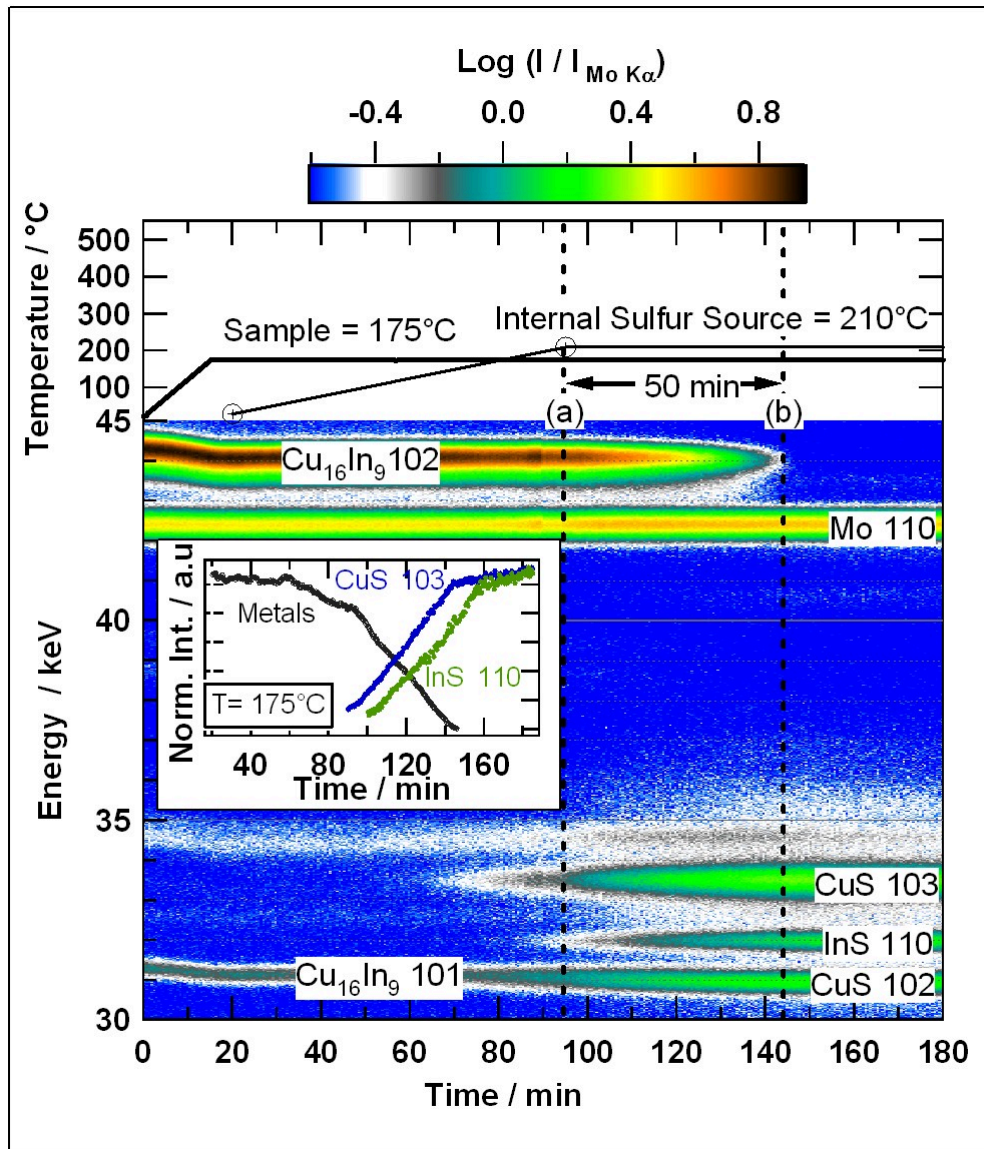 Log (I / I Mo Kα)
-0.4 0.0 0.4 0.8
Temperature / °C
500
400
300
200
100
Sample = 175°C
Internal Sulfur Source = 210°C
50 min
(a) (b)
Energy / keV
45
40
35
30
Cu16In9 102
Mo 110
Norm. Int. / a.u
CuS 103
Metals
InS 110
T= 175°C
40 80 120 160
Time / min
CuS 103
InS 110
Cu16In9 101
CuS 102
0 20 40 60 80 100 120 140 160 180
Time / min